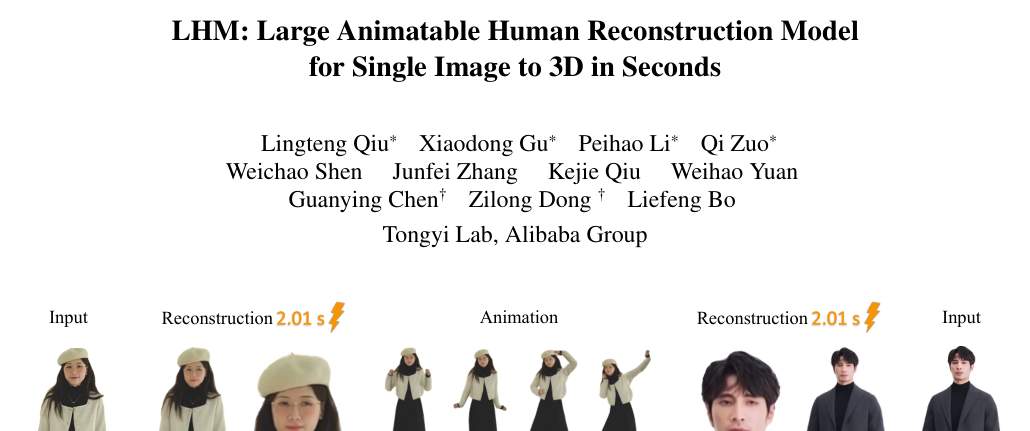 LHM: Large Animatable Human Reconstruction Model
for Single Image to 3D in Seconds
Lingteng Qiu* Xiaodong Gu* Peihao Li* Qi Zuo*
Weichao Shen Junfei Zhang Kejie Qiu Weihao Yuan
Guanying Chen† Zilong Dong † Liefeng Bo
Tongyi Lab, Alibaba Group
Input Reconstruction 2.01 s Animation Reconstruction 2.01 s Input